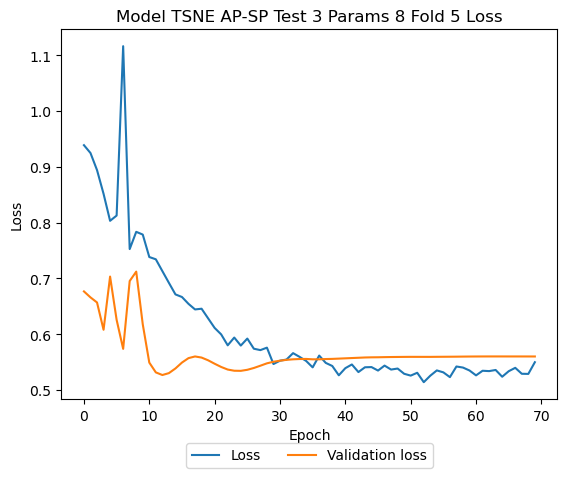 Model TSNE AP-SP Test 3 Params 8 Fold 5 Loss
1.1
1.0
0.9
0.8
0.7
0.6
0.5
Loss
0 10 20 30 40 50 60 70
Epoch
Loss Validation loss